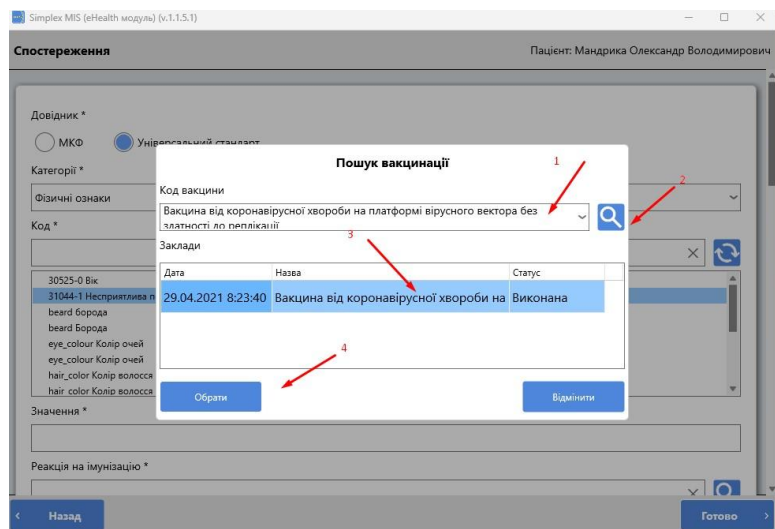 Simplex MIS (eHealth модуль) (v.1.1.5.1)
Спостереження
Пацієнт: Мандрика Олександр Володимирович
Довідник *
МКФ
Універсальний стандарт
Категорії *
Фізичні ознаки
Код *
30525-0 Вік
31044-1 Несприятлива п
beard борода
beard Борода
eye_colour Колір очей
eye_colour Колір очей
hair_color Колір волосся
hair_color Колір волосся
Значення *
Реакція на імунізацію *
Назад
Готово
Пошук вакцинації
1
Код вакцини
2
Вакцина від коронавірусної хвороби на платформі вірусного вектора без
здатності до реплікації
3
Заклади
Дата Назва Статус
29.04.2021 8:23:40 Вакцина від коронавірусної хвороби на Виконана
4
Обрати
Відмінити